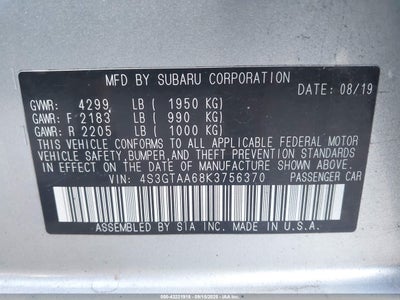 MFD BY SUBARU CORPORATION
DATE: 08/19
GVWR: 4299 LB ( 1950 KG)
GAWR: F 2183 LB ( 990 KG)
GAWR: R 2205 LB ( 1000 KG)
THIS VEHICLE CONFORMS TO ALL APPLICABLE FEDERAL MOTOR
VEHICLE SAFETY, BUMPER, AND THEFT PREVENTION STANDARDS
IN EFFECT ON THE DATE OF MANUFACTURE SHOWN ABOVE.
VIN: 4S3GTAA68K3756370 PASSENGER CAR
ASSEMBLED BY SIA IN U.S.A.